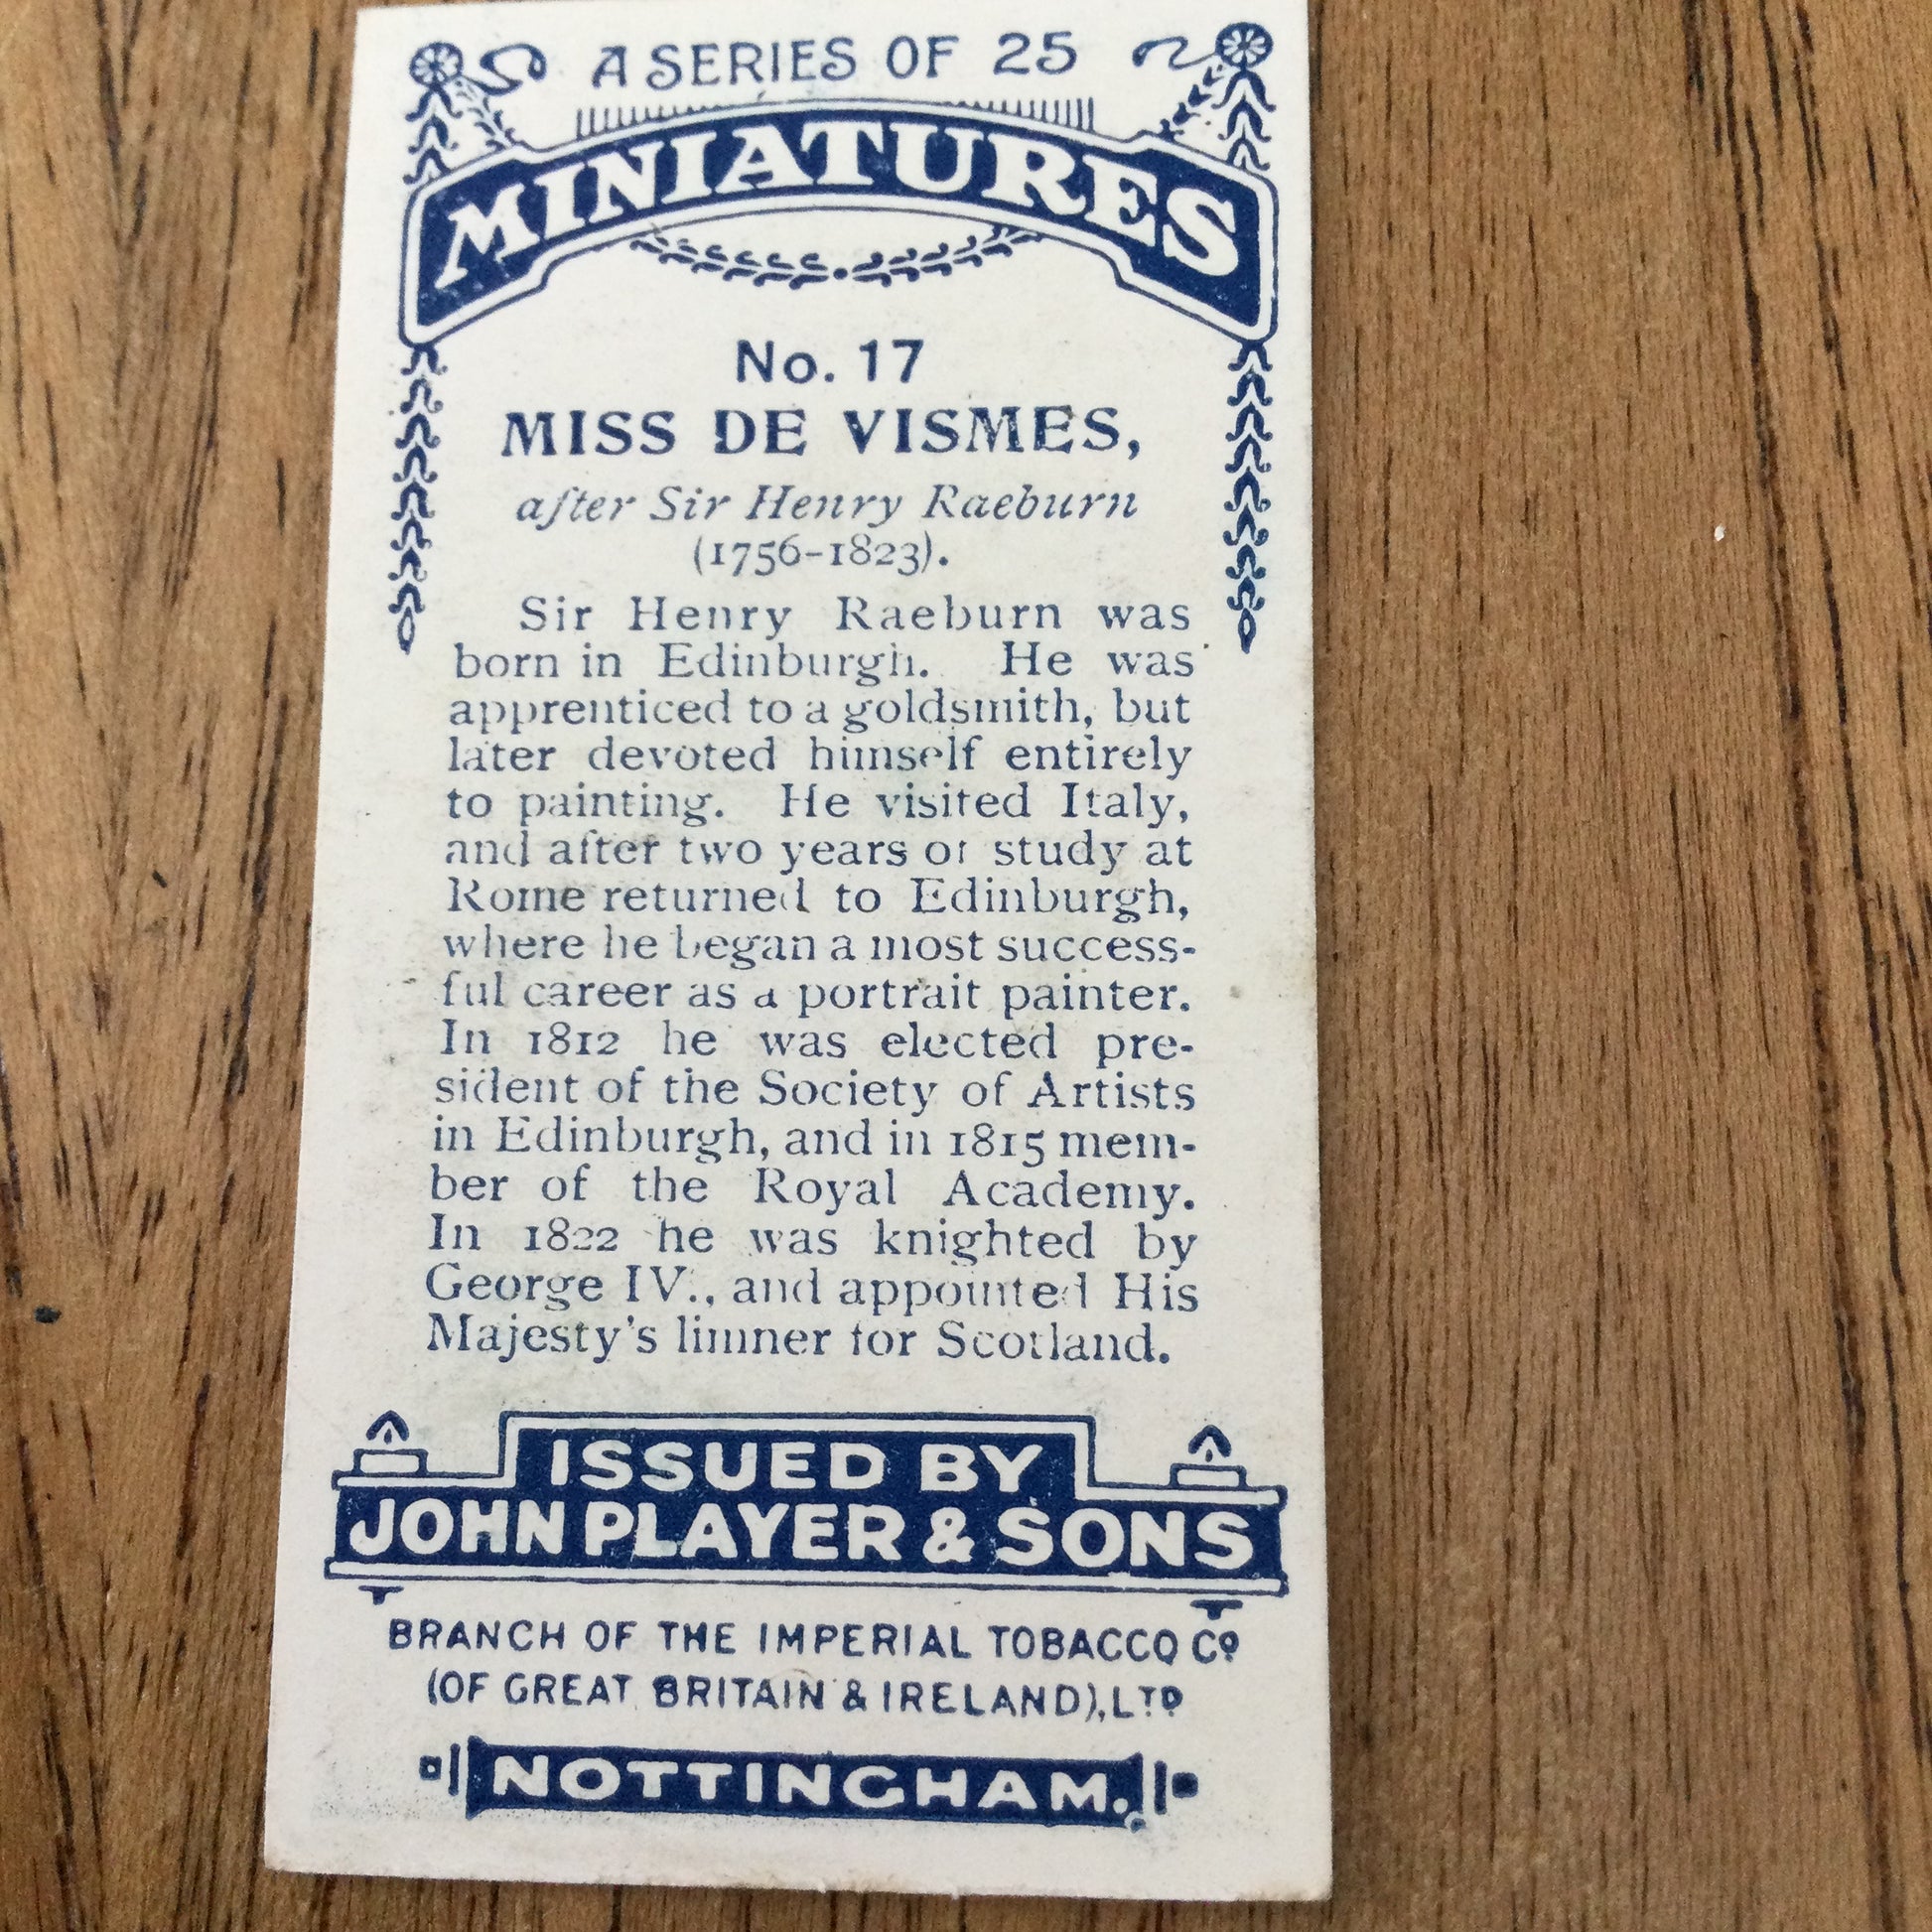 A SERIES OF 25
MINIATURES
No. 17
MISS DE VISMES,
after Sir Henry Raeburn
(1756-1823).
Sir Henry Raeburn was
born in Edinburgh. He was
apprenticed to a goldsmith, but
later devoted himself entirely
to painting. He visited Italy,
and after two years of study at
Rome returned to Edinburgh,
where he began a most success-
ful career as a portrait painter.
In 1812 he was elected pre-
sident of the Society of Artists
in Edinburgh, and in 1815 mem-
ber of the Royal Academy.
In 1822 he was knighted by
George IV., and appointed His
Majesty's limner for Scotland.
ISSUED BY
JOHN PLAYER & SONS
BRANCH OF THE IMPERIAL TOBACCO Co
(OF GREAT BRITAIN & IRELAND), LTD
NOTTINGHAM.